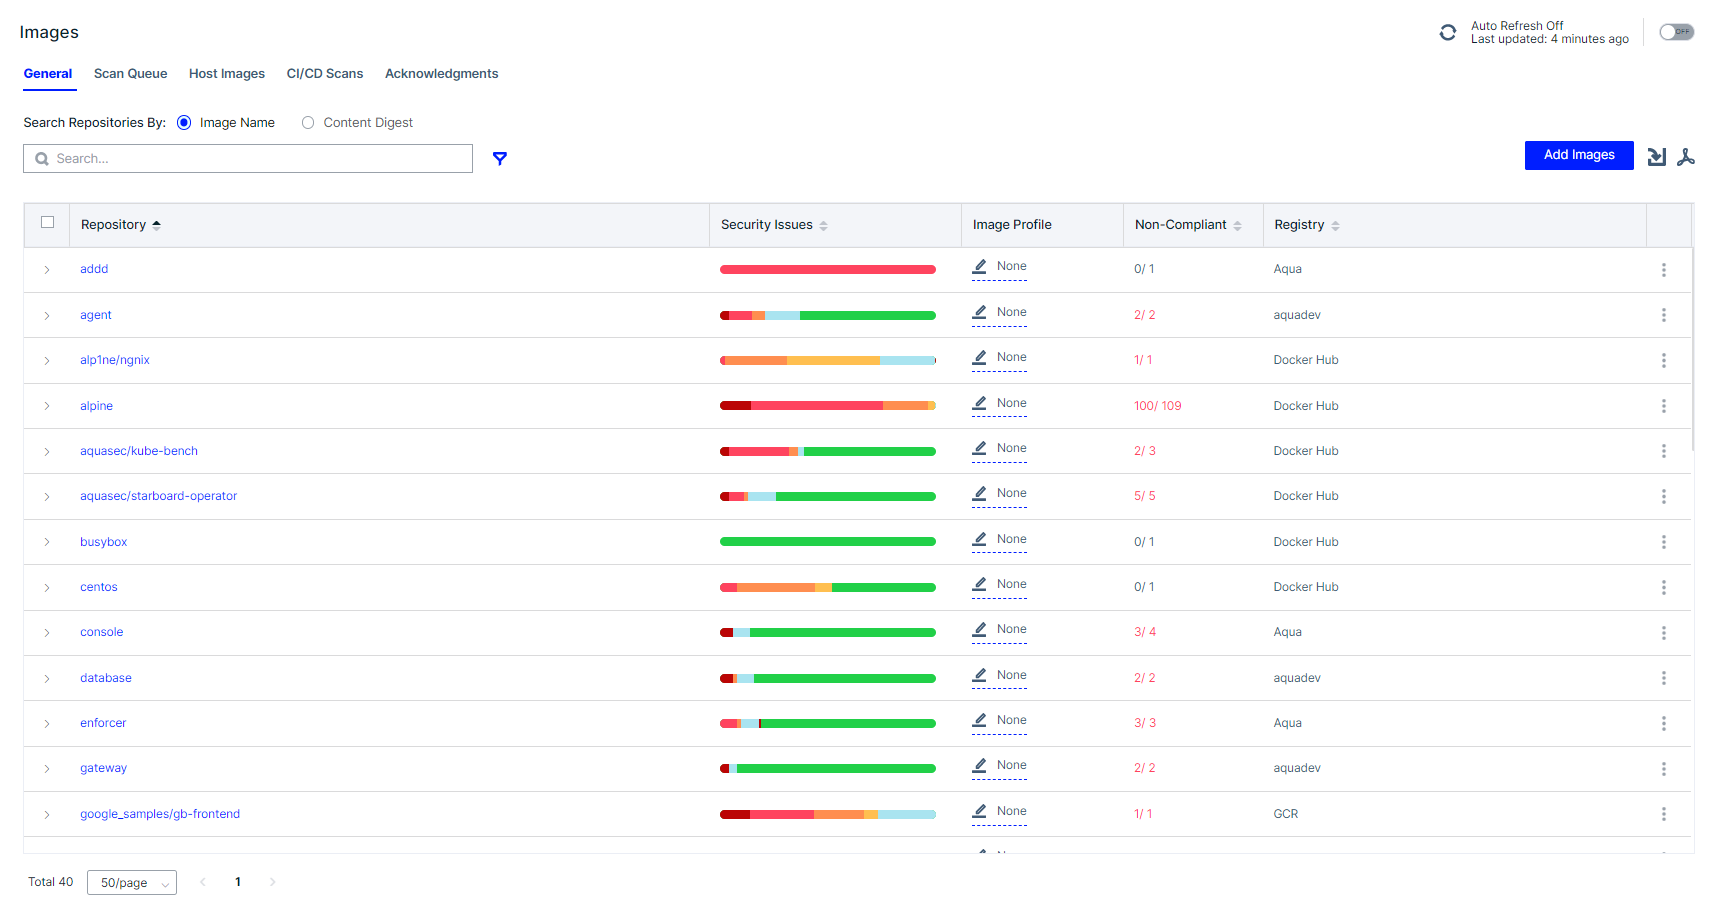 Images
Auto Refresh Off
Last updated: 4 minutes ago
OFF
General Scan Queue Host Images CI/CD Scans Acknowledgments
Search Repositories By: Image Name Content Digest
Search...
Add Images
Repository Security Issues Image Profile Non-Compliant Registry
addd None 0/ 1 Aqua
agent None 2/ 2 aquadev
alp1ne/ngnix None 1/ 1 Docker Hub
alpine None 100/ 109 Docker Hub
aquasec/kube-bench None 2/ 3 Docker Hub
aquasec/starboard-operator None 5/ 5 Docker Hub
busybox None 0/ 1 Docker Hub
centos None 0/ 1 Docker Hub
console None 3/ 4 Aqua
database None 2/ 2 aquadev
enforcer None 3/ 3 Aqua
gateway None 2/ 2 aquadev
google_samples/gb-frontend None 1/ 1 GCR
Total 40 50/page 1